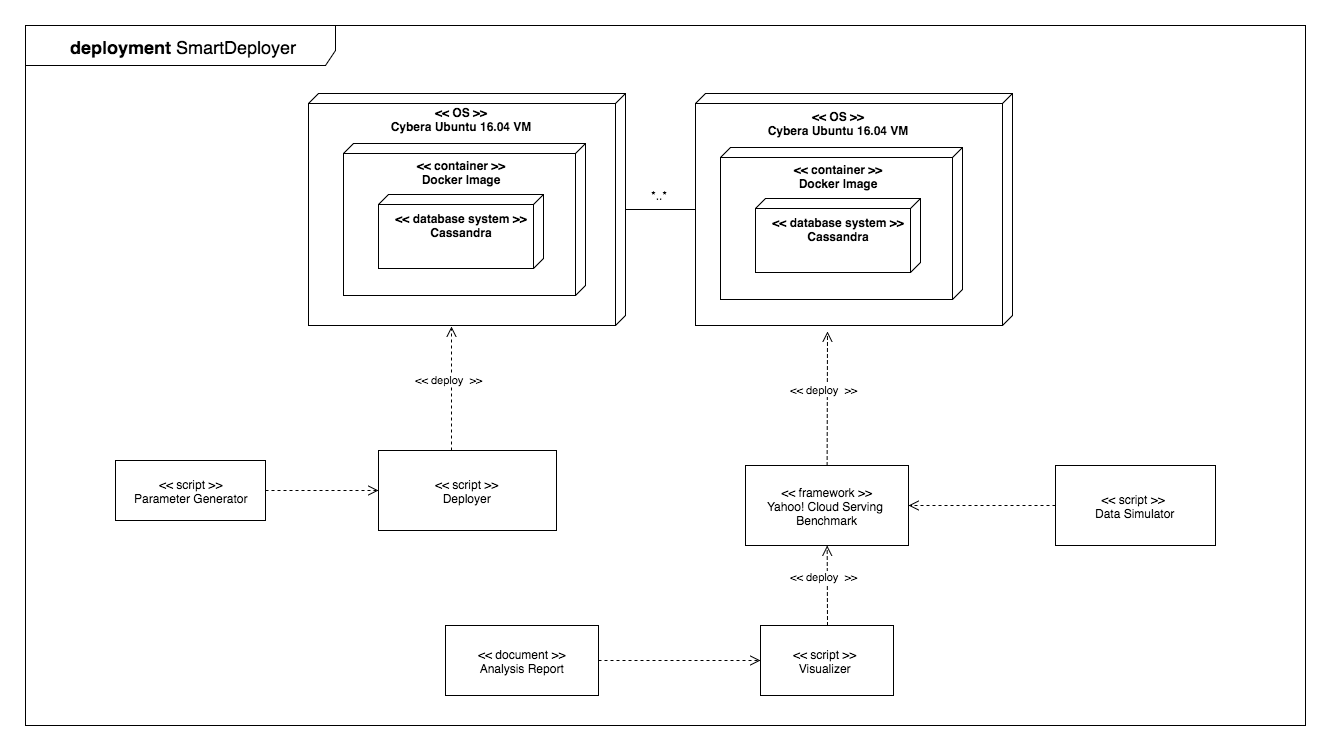 deployment SmartDeployer
<< OS >>
Cybera Ubuntu 16.04 VM
<< container >>
Docker Image
<< database system >>
Cassandra
*..*
<< OS >>
Cybera Ubuntu 16.04 VM
<< container >>
Docker Image
<< database system >>
Cassandra
<< deploy >>
<< deploy >>
<< script >>
Parameter Generator
<< script >>
Deployer
<< framework >>
Yahoo! Cloud Serving
Benchmark
<< script >>
Data Simulator
<< deploy >>
<< document >>
Analysis Report
<< script >>
Visualizer